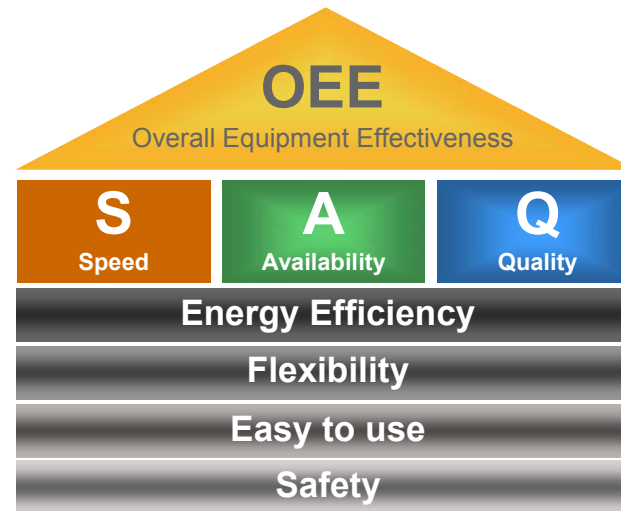 OEE
Overall Equipment Effectiveness
S
Speed
A
Availability
Q
Quality
Energy Efficiency
Flexibility
Easy to use
Safety